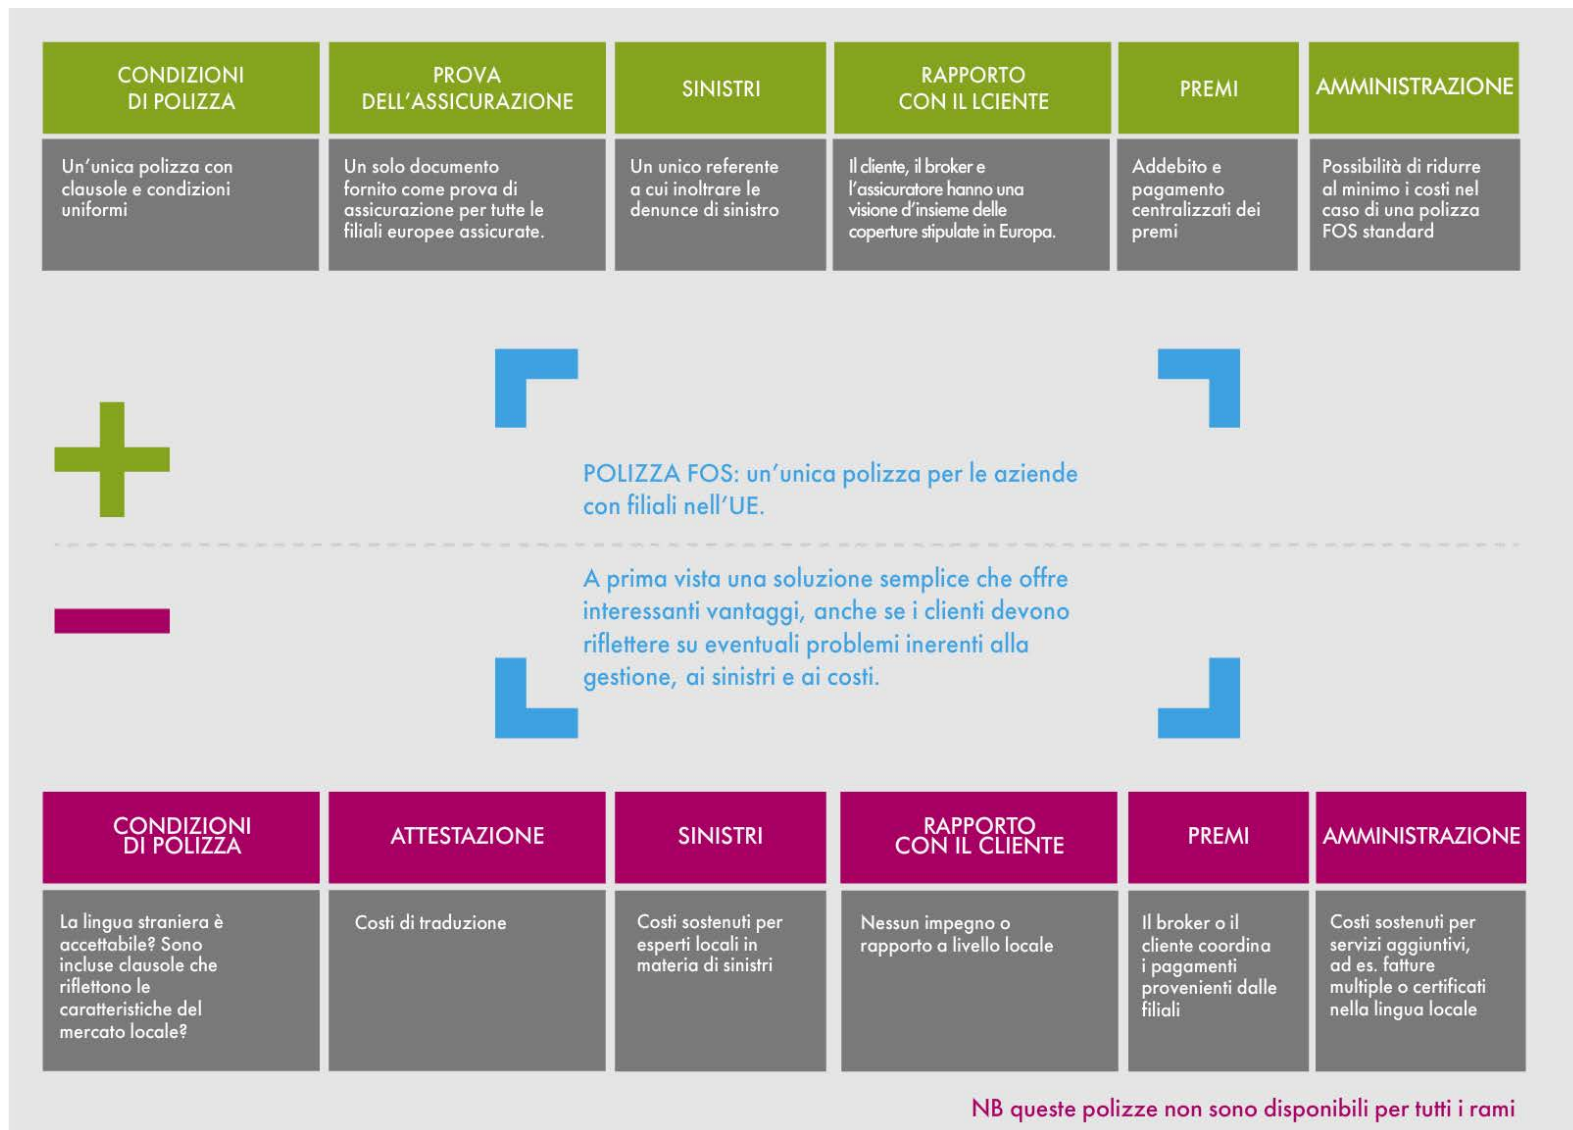 CONDIZIONI
DI POLIZZA
PROVA
DELL'ASSICURAZIONE
SINISTRI
RAPPORTO
CON IL LCIENTE
PREMI
AMMINISTRAZIONE
Un'unica polizza con
clausole e condizioni
uniformi
Un solo documento
fornito come prova di
assicurazione per tutte le
filiali europee assicurate.
Un unico referente
a cui inoltrare le
denunce di sinistro
Il cliente, il broker e
l'assicuratore hanno una
visione d'insieme delle
coperture stipulate in Europa.
Addebito e
pagamento
centralizzati dei
premi
Possibilità di ridurre
al minimo i costi nel
caso di una polizza
FOS standard
POLIZZA FOS: un'unica polizza per le aziende
con filiali nell'UE.
A prima vista una soluzione semplice che offre
interessanti vantaggi, anche se i clienti devono
riflettere su eventuali problemi inerenti alla
gestione, ai sinistri e ai costi.
CONDIZIONI
DI POLIZZA
ATTESTAZIONE
SINISTRI
RAPPORTO
CON IL CLIENTE
PREMI
AMMINISTRAZIONE
La lingua straniera è
accettabile? Sono
incluse clausole che
riflettono le
caratteristiche del
mercato locale?
Costi di traduzione
Costi sostenuti per
esperti locali in
materia di sinistri
Nessun impegno o
rapporto a livello locale
Il broker o il
cliente coordina
i pagamenti
provenienti dalle
filiali
Costi sostenuti per
servizi aggiuntivi,
ad es. fatture
multiple o certificati
nella lingua locale
NB queste polizze non sono disponibili per tutti i rami